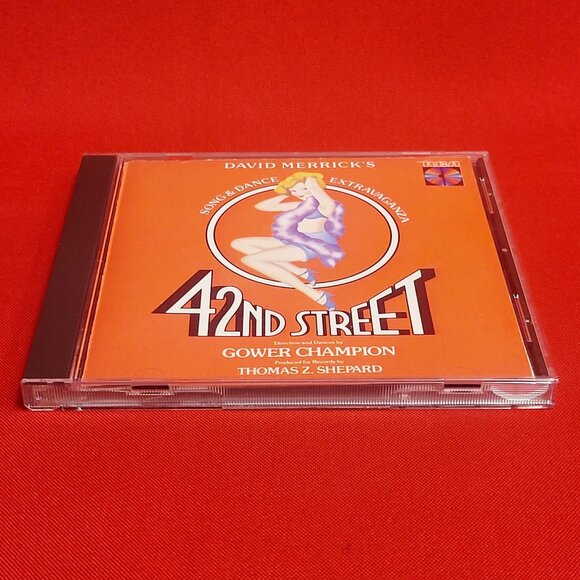 DAVID MERRICK'S
RCA
SONG & DANCE EXTRAVAGANZA
42ND STREET
Direction and Dances by
GOWER CHAMPION
Produced for Records by
THOMAS Z. SHEPARD